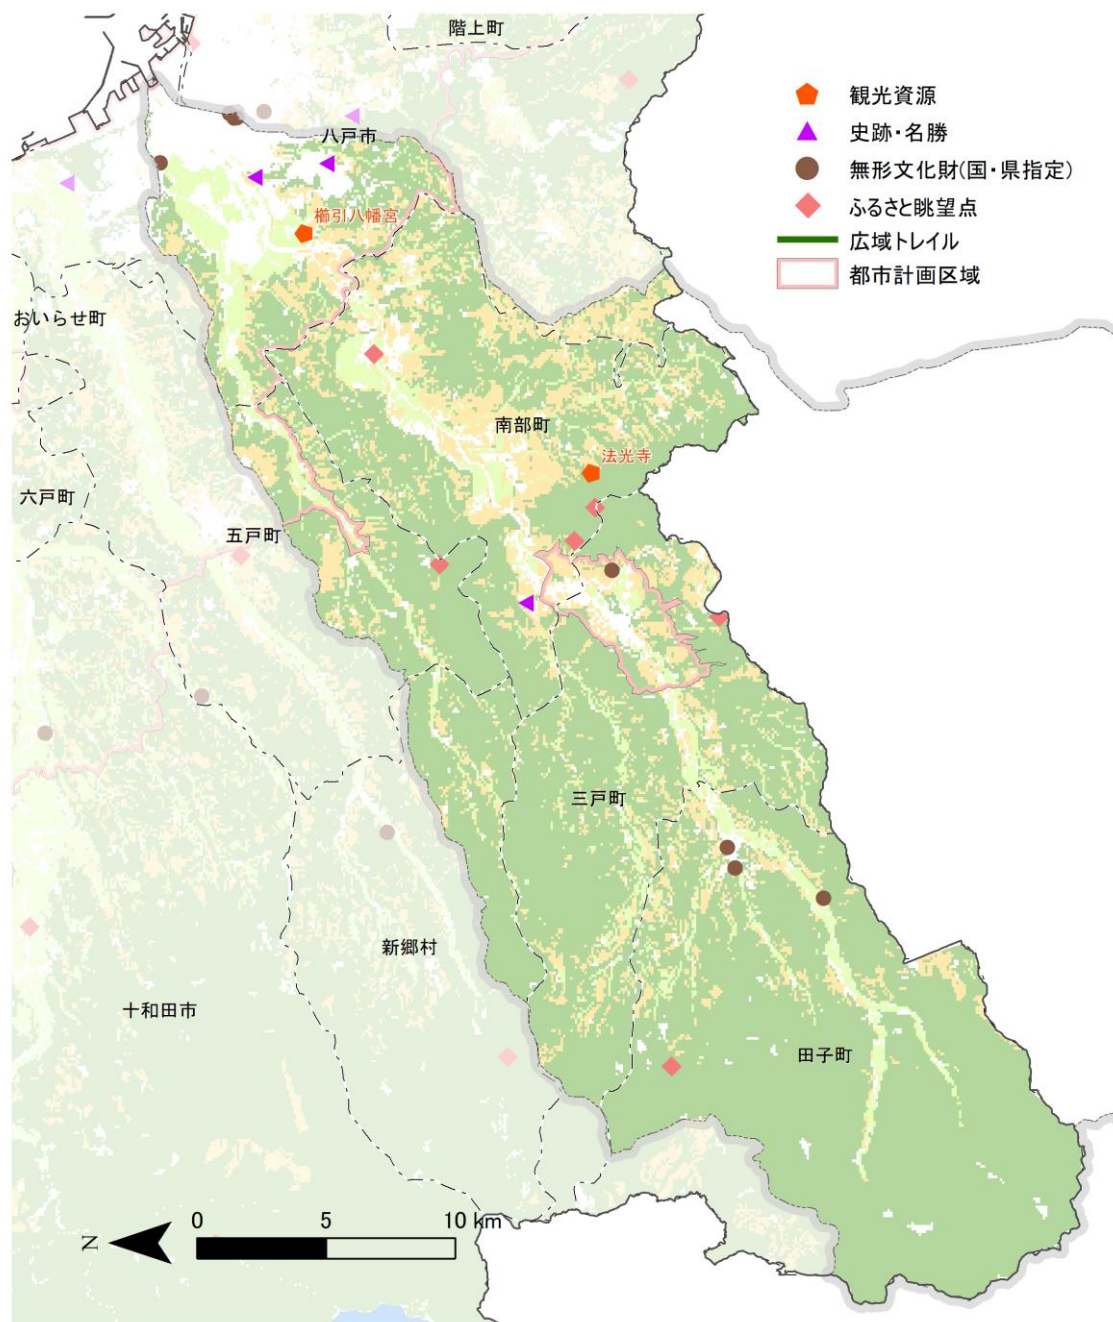 階上町
観光資源
史跡・名勝
八戸市
無形文化財(国・県指定)
ふるさと眺望点
櫛引八幡宮
広域トレイル
都市計画区域
おいらせ町
南部町
法光寺
六戸町
五戸町
三戸町
新郷村
十和田市
田子町
0 5 10 km
N